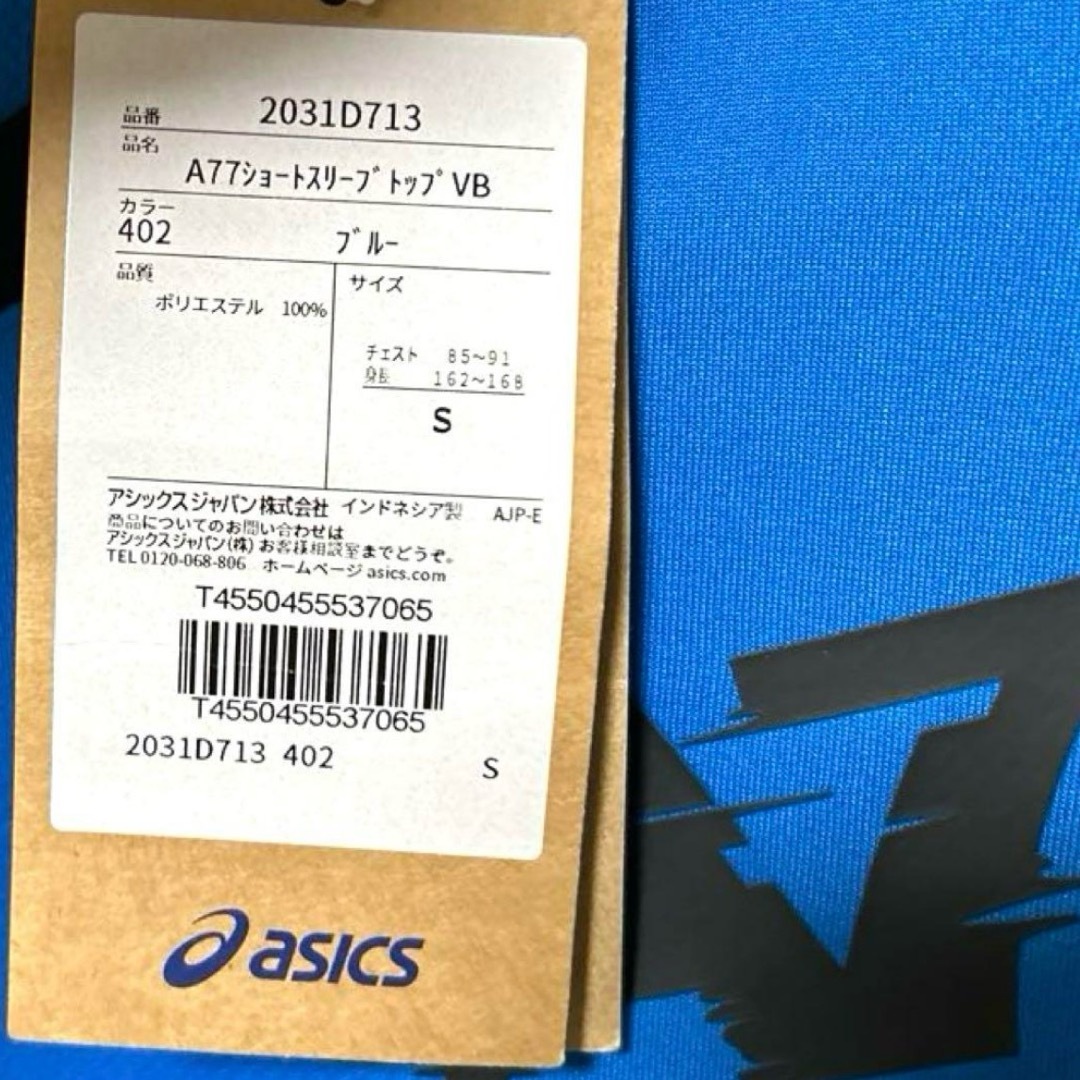 品番 2031D713
品名
A77ｼｮｰﾄｽﾘｰﾌﾞﾄｯﾌﾟVB
カラー
402 ﾌﾞﾙｰ
品質
ポリエステル 100%
サイズ
チェスト 85～91
身長 162～168
S
アシックスジャパン株式会社 インドネシア製 AJP-E
商品についてのお問い合わせは
アシックスジャパン(株) お客様相談室までどうぞ。
TEL 0120-068-806 ホームページ asics.com
T4550455537065
T4550455537065
2031D713 402 S
asics